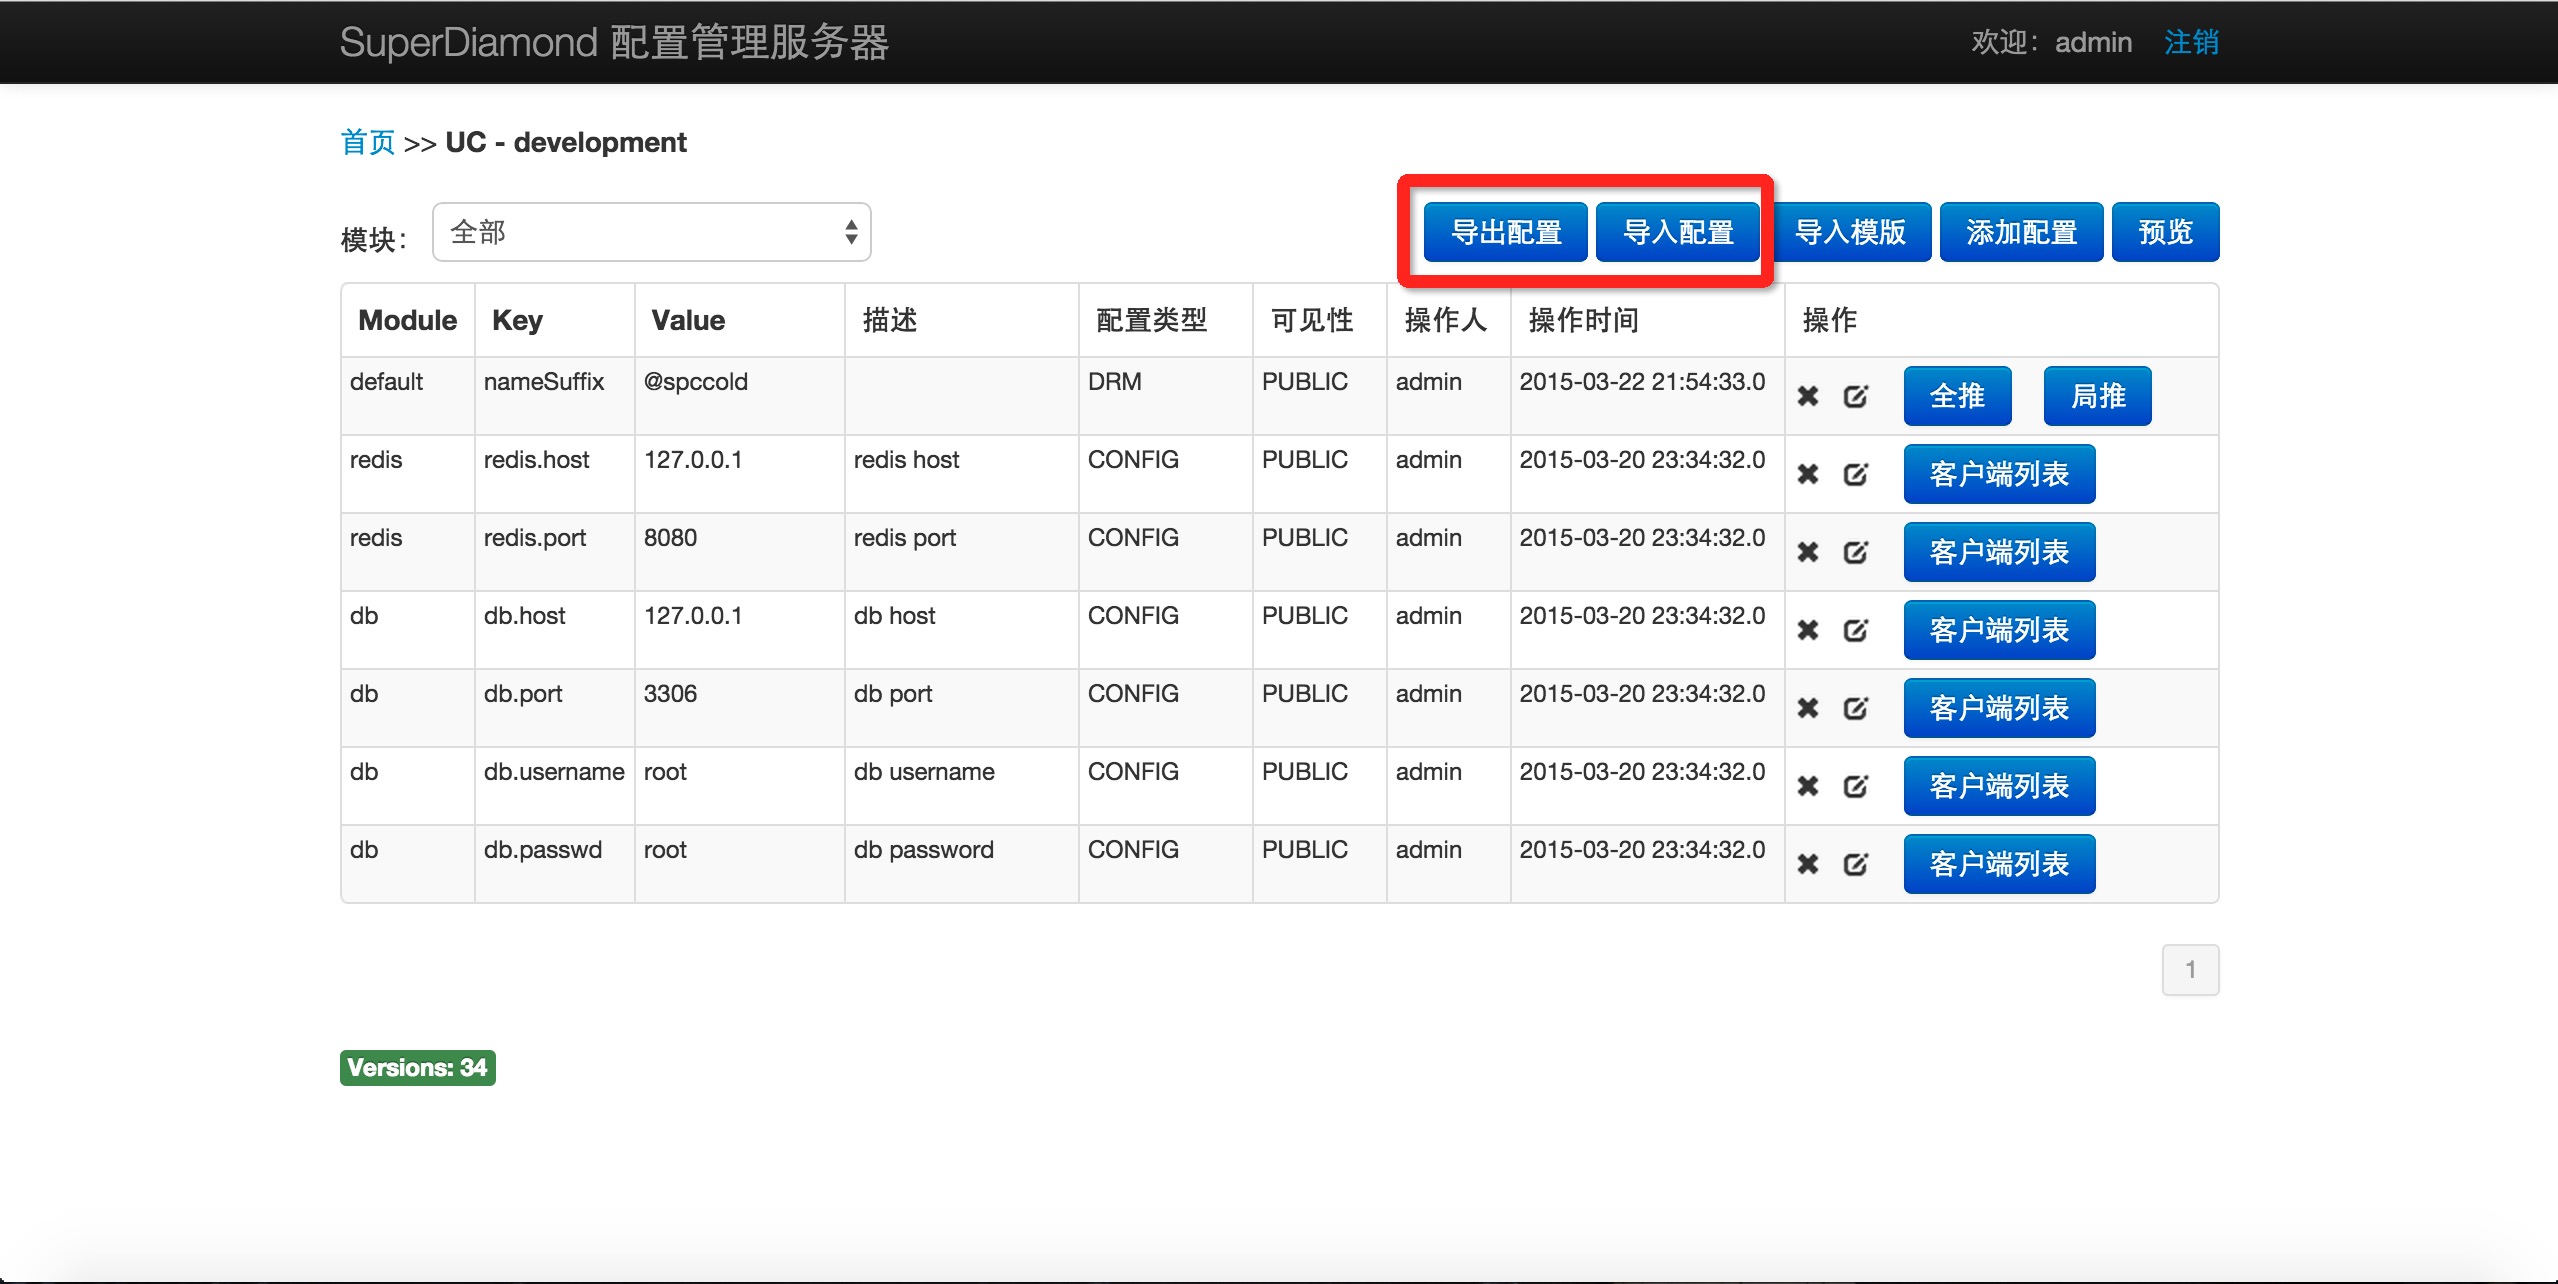 SuperDiamond 配置管理服务器 欢迎：admin 注销
首页 >> UC - development
模块： 全部 导出配置 导入配置 导入模版 添加配置 预览
Module Key Value 描述 配置类型 可见性 操作人 操作时间 操作
default nameSuffix @spccold DRM PUBLIC admin 2015-03-22 21:54:33.0 全推 局推
redis redis.host 127.0.0.1 redis host CONFIG PUBLIC admin 2015-03-20 23:34:32.0 客户端列表
redis redis.port 8080 redis port CONFIG PUBLIC admin 2015-03-20 23:34:32.0 客户端列表
db db.host 127.0.0.1 db host CONFIG PUBLIC admin 2015-03-20 23:34:32.0 客户端列表
db db.port 3306 db port CONFIG PUBLIC admin 2015-03-20 23:34:32.0 客户端列表
db db.username root db username CONFIG PUBLIC admin 2015-03-20 23:34:32.0 客户端列表
db db.passwd root db password CONFIG PUBLIC admin 2015-03-20 23:34:32.0 客户端列表
1
Versions: 34